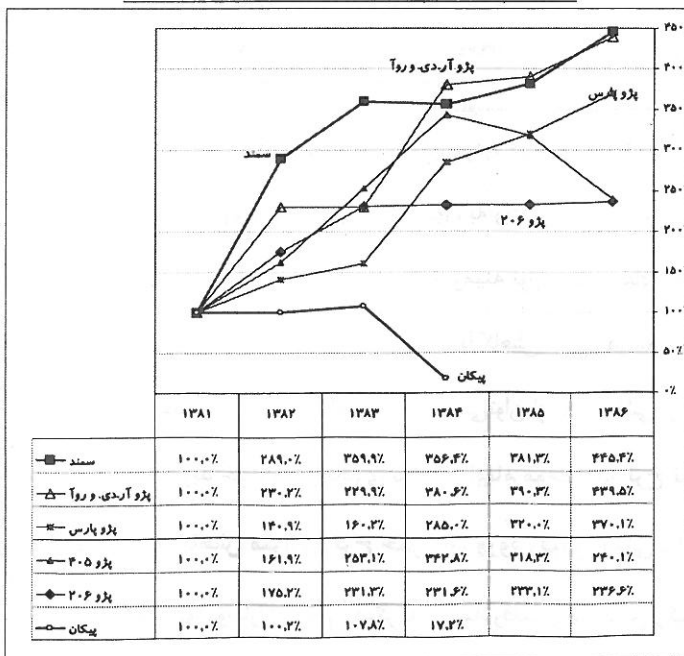 ۴۵۰٪
۴۰۰٪
۳۵۰٪
۳۰۰٪
۲۵۰٪
۲۰۰٪
۱۵۰٪
۱۰۰٪
۵۰٪
۰٪
پژو آر.دی. و روآ
پژو پارس
سمند
پژو ۲۰۶
پیکان
۱۳۸۱ ۱۳۸۲ ۱۳۸۳ ۱۳۸۴ ۱۳۸۵ ۱۳۸۶
سمند ۱۰۰,۰٪ ۲۸۹,۰٪ ۳۵۹,۹٪ ۳۵۶,۴٪ ۳۸۱,۳٪ ۴۴۵,۴٪
پژو آر.دی. و روآ ۱۰۰,۰٪ ۲۳۰,۲٪ ۲۲۹,۹٪ ۳۸۰,۶٪ ۳۹۰,۳٪ ۴۳۹,۵٪
پژو پارس ۱۰۰,۰٪ ۱۴۰,۹٪ ۱۶۰,۲٪ ۲۸۵,۰٪ ۳۲۰,۰٪ ۳۷۰,۱٪
پژو ۴۰۵ ۱۰۰,۰٪ ۱۶۱,۹٪ ۲۵۳,۱٪ ۳۴۲,۸٪ ۳۱۸,۳٪ ۲۴۰,۱٪
پژو ۲۰۶ ۱۰۰,۰٪ ۱۷۵,۲٪ ۲۳۱,۳٪ ۲۳۱,۶٪ ۲۳۳,۱٪ ۲۳۶,۶٪
پیکان ۱۰۰,۰٪ ۱۰۰,۲٪ ۱۰۷,۸٪ ۱۷,۲٪